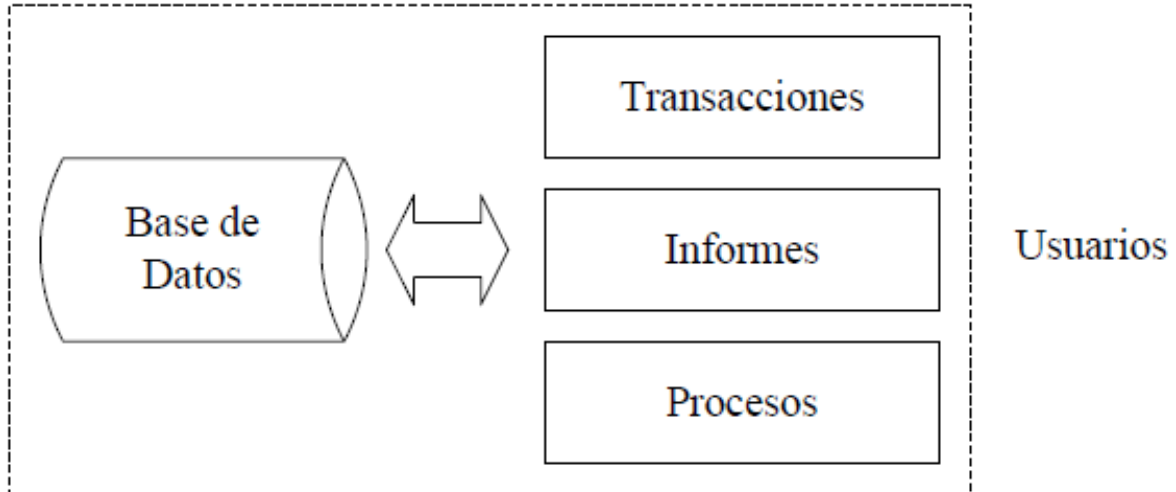 Transacciones
Base de
Datos
Informes
Usuarios
Procesos